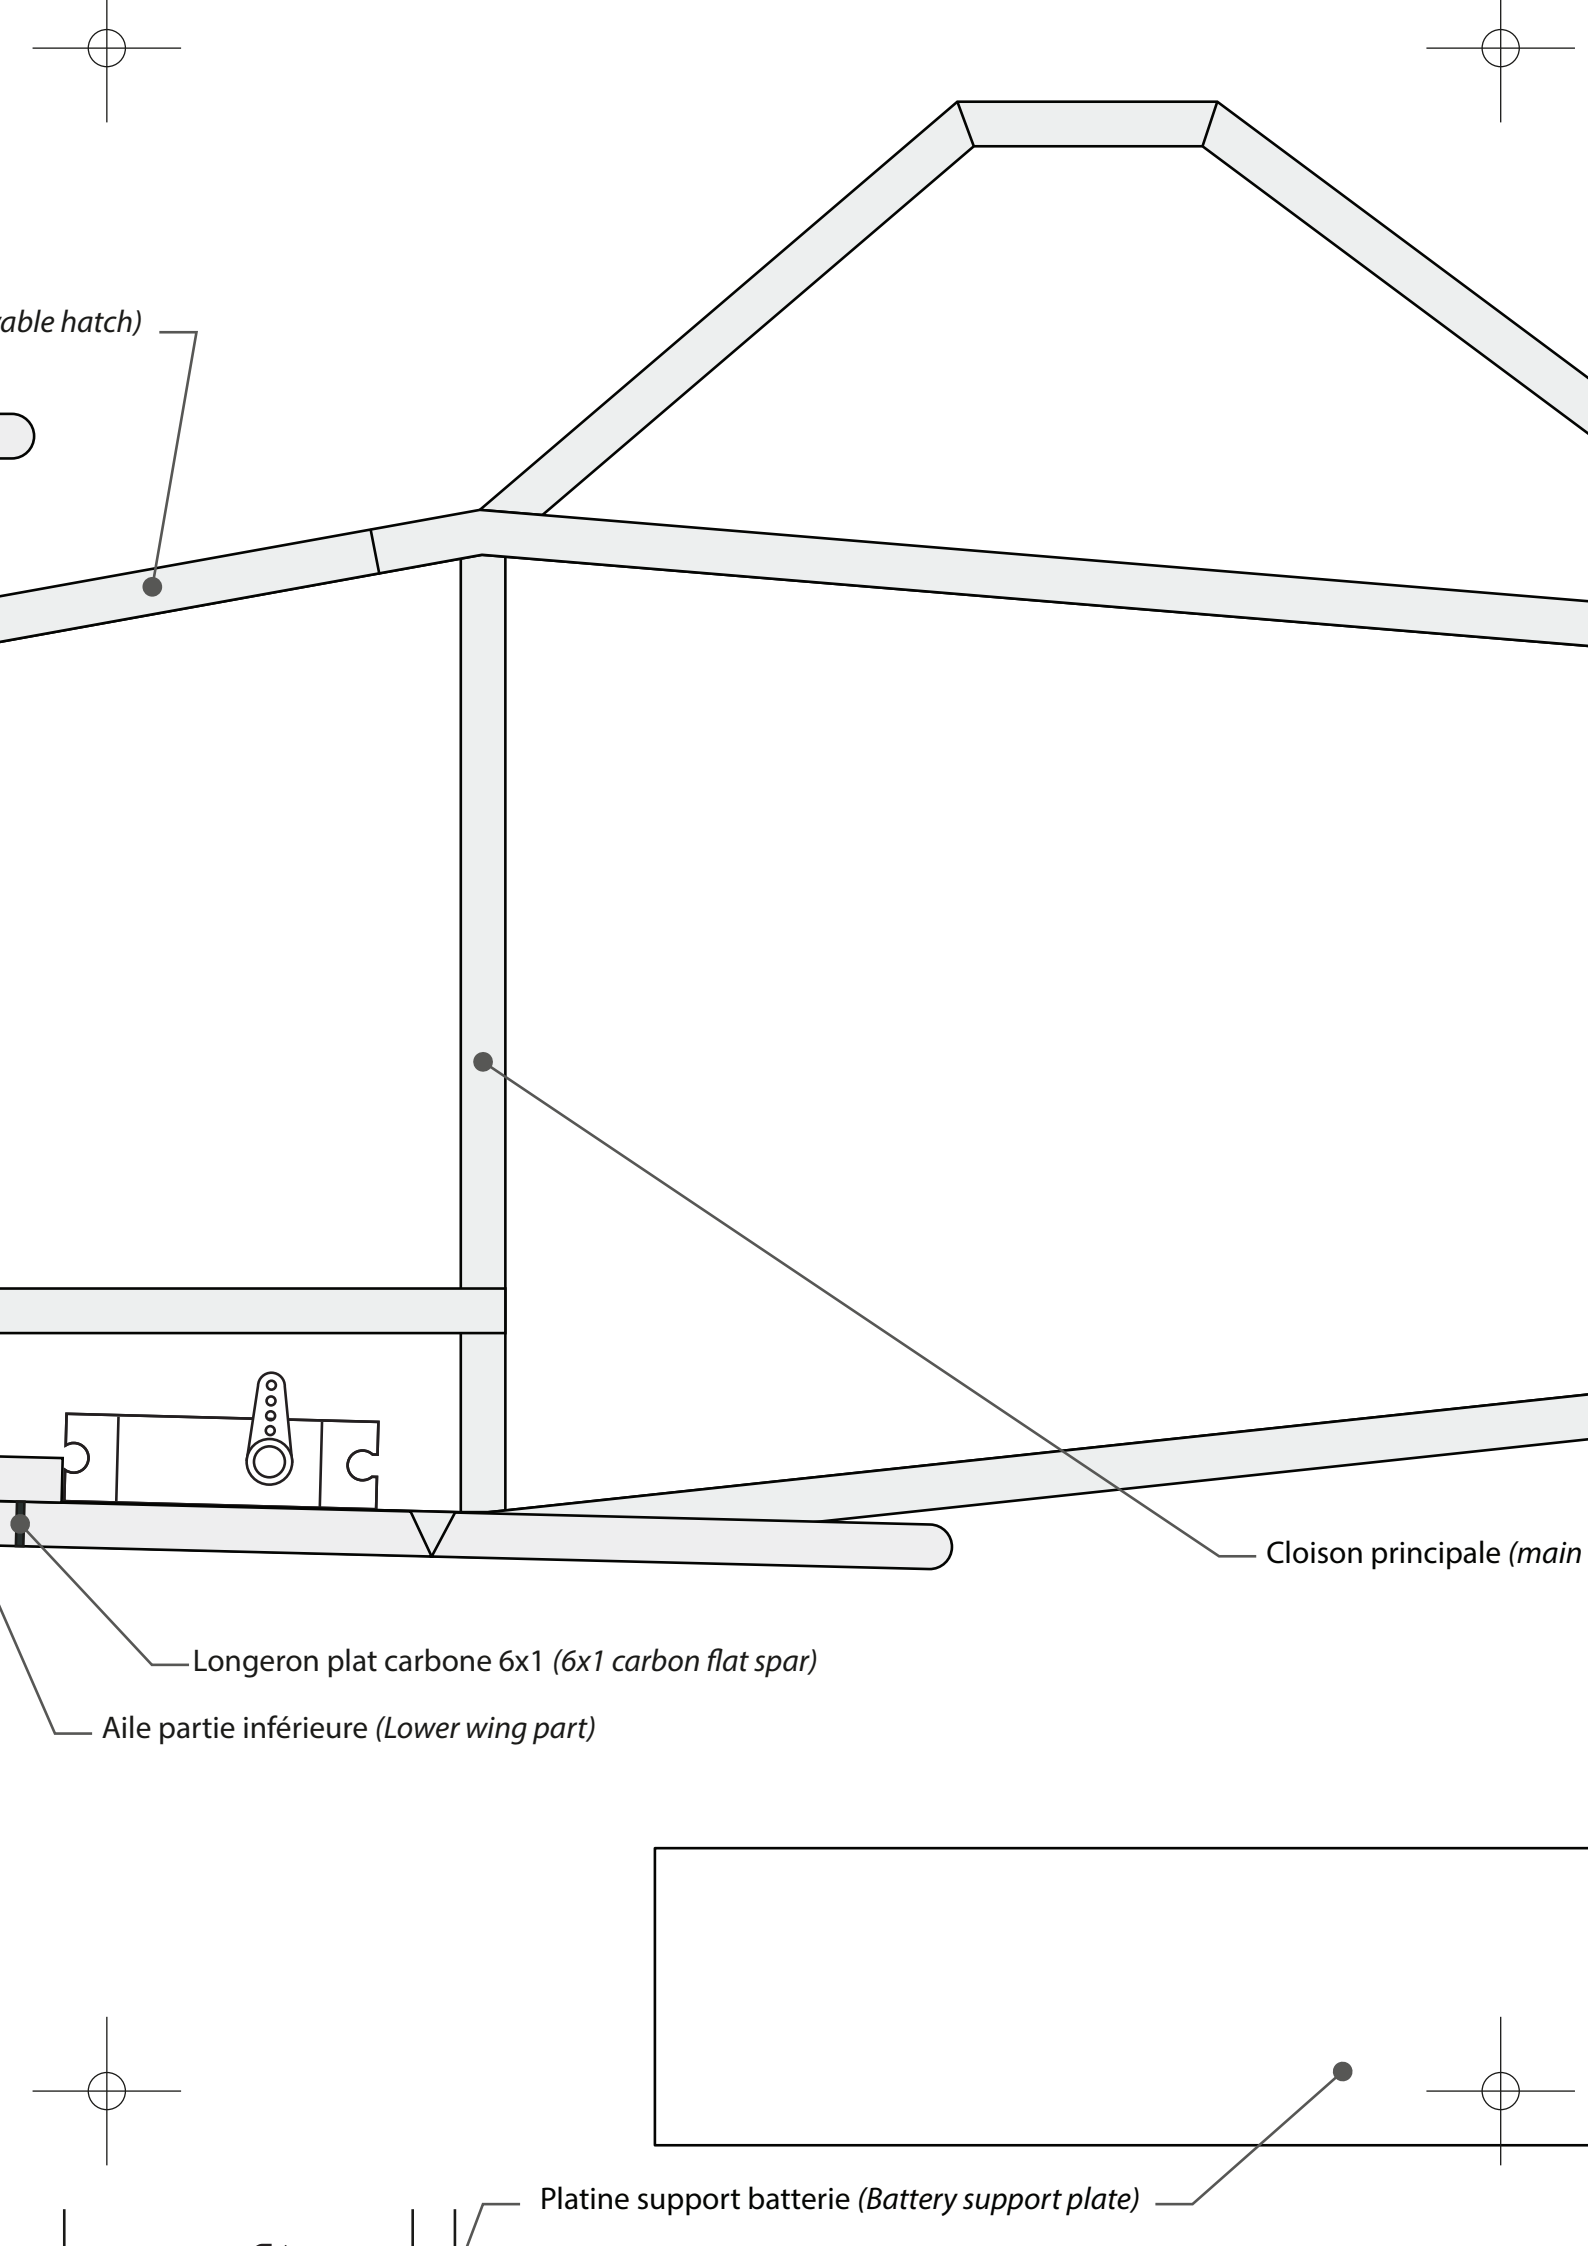 hatch)
Cloison principale (main
Longeron plat carbone 6x1 (6x1 carbon flat spar)
Aile partie inférieure (Lower wing part)
Platine support batterie (Battery support plate)